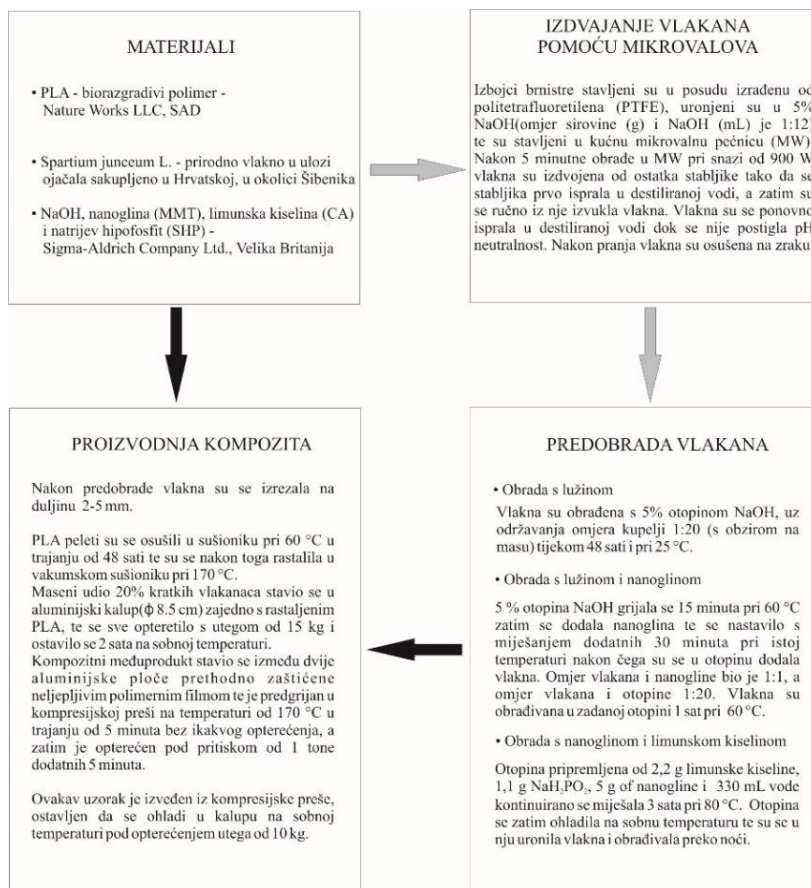 MATERIJALI
• PLA - biorazgradivi polimer -
Nature Works LLC, SAD
• Spartium junceum L. - prirodno vlakno u ulozi
ojačala sakupljeno u Hrvatskoj, u okolici Šibenika
• NaOH, nanoglina (MMT), limunska kiselina (CA)
i natrijev hipofosfit (SHP) -
Sigma-Aldrich Company Ltd., Velika Britanija
IZDVAJANJE VLAKANA
POMOĆU MIKROVALOVA
Izbojci brnistre stavljeni su u posudu izrađenu od
politetrafluoretilena (PTFE), uronjeni su u 5%
NaOH(omjer sirovine (g) i NaOH (mL) je 1:12)
te su stavljeni u kućnu mikrovalnu pećnicu (MW).
Nakon 5 minutne obrade u MW pri snazi od 900 W
vlakna su izdvojena od ostatka stabljike tako da se
stabljika prvo isprala u destiliranoj vodi, a zatim su
se ručno iz nje izvukla vlakna. Vlakna su se ponovno
isprala u destiliranoj vodi dok se nije postigla pH
neutralnost. Nakon pranja vlakna su osušena na zraku.
PROIZVODNJA KOMPOZITA
Nakon predobrade vlakna su se izrezala na
duljinu 2-5 mm.
PLA peleti su se osušili u sušioniku pri 60 °C u
trajanju od 48 sati te su se nakon toga rastalila u
vakumskom sušioniku pri 170 °C.
Maseni udio 20% kratkih vlakanaca stavio se u
aluminijski kalup(ϕ 8.5 cm) zajedno s rastaljenim
PLA, te se sve opteretilo s utegom od 15 kg i
ostavilo se 2 sata na sobnoj temperaturi.
Kompozitni međuprodukt stavio se između dvije
aluminijske ploče prethodno zaštićene
neljepljivim polimernim filmom te je predgrijan u
kompresijskoj preši na temperaturi od 170 °C u
trajanju od 5 minuta bez ikakvog opterećenja, a
zatim je opterećen pod pritiskom od 1 tone
dodatnih 5 minuta.
Ovakav uzorak je izveden iz kompresijske preše,
ostavljen da se ohladi u kalupu na sobnoj
temperaturi pod opterećenjem utega od 10 kg.
PREDOBRADA VLAKANA
• Obrada s lužinom
Vlakna su obrađena s 5% otopinom NaOH, uz
održavanja omjera kupelji 1:20 (s obzirom na
masu) tijekom 48 sati i pri 25 °C.
• Obrada s lužinom i nanoglinom
5 % otopina NaOH grijala se 15 minuta pri 60 °C
zatim se dodala nanoglina te se nastavilo s
miješanjem dodatnih 30 minuta pri istoj
temperaturi nakon čega su se u otopinu dodala
vlakna. Omjer vlakana i nanogline bio je 1:1, a
omjer vlakana i otopine 1:20. Vlakna su
obrađivana u zadanoj otopini 1 sat pri 60 °C.
• Obrada s nanoglinom i limunskom kiselinom
Otopina pripremljena od 2,2 g limunske kiseline,
1,1 g NaH₂PO₂, 5 g of nanogline i 330 mL vode
kontinuirano se miješala 3 sata pri 80 °C. Otopina
se zatim ohladila na sobnu temperaturu te su se u
nju uronila vlakna i obrađivala preko noći.